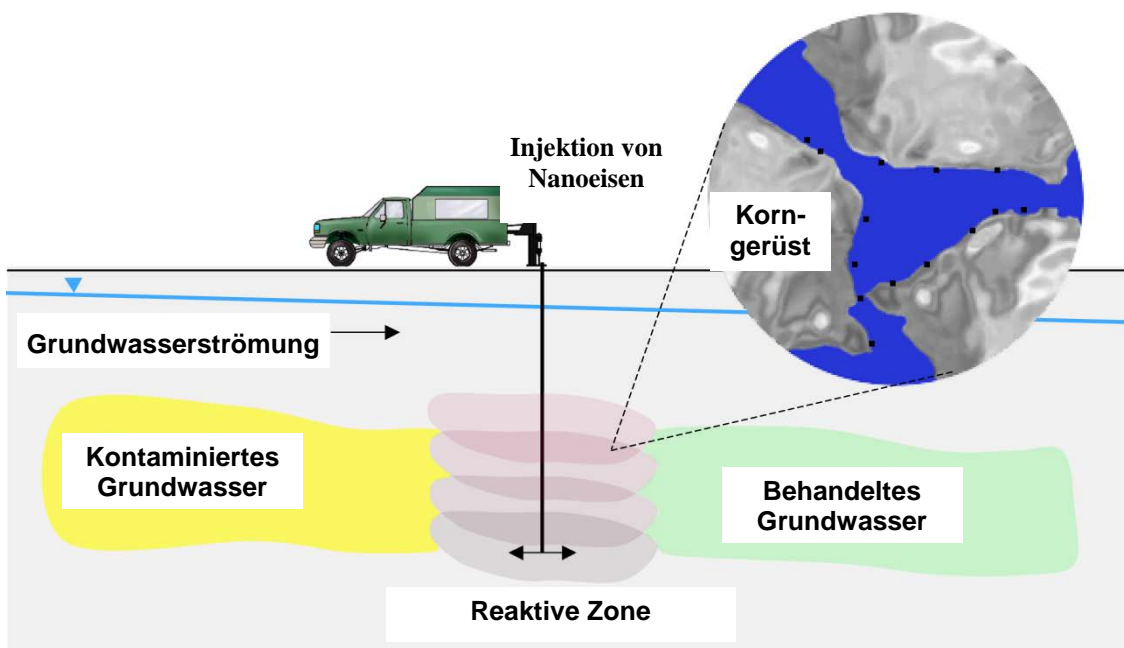 Injektion von
Nanoeisen
Korn-
gerüst
Grundwasserströmung
Kontaminiertes
Grundwasser
Behandeltes
Grundwasser
Reaktive Zone